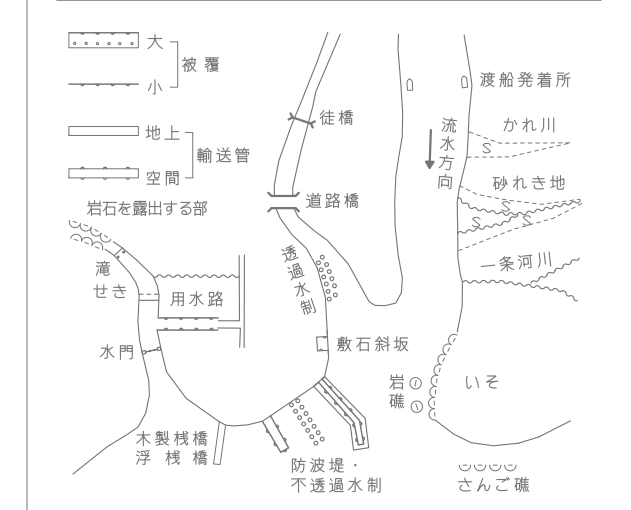 大
被覆
小
地上
輸送管
空間
岩石を露出する部
滝
せき
用水路
水門
木製桟橋
浮桟橋
徒橋
道路橋
透過水制
敷石斜坂
防波堤・
不透過水制
渡船発着所
流水方向
かれ川
S
砂れき地
S
S
S
一条河川
岩礁
いそ
さんご礁